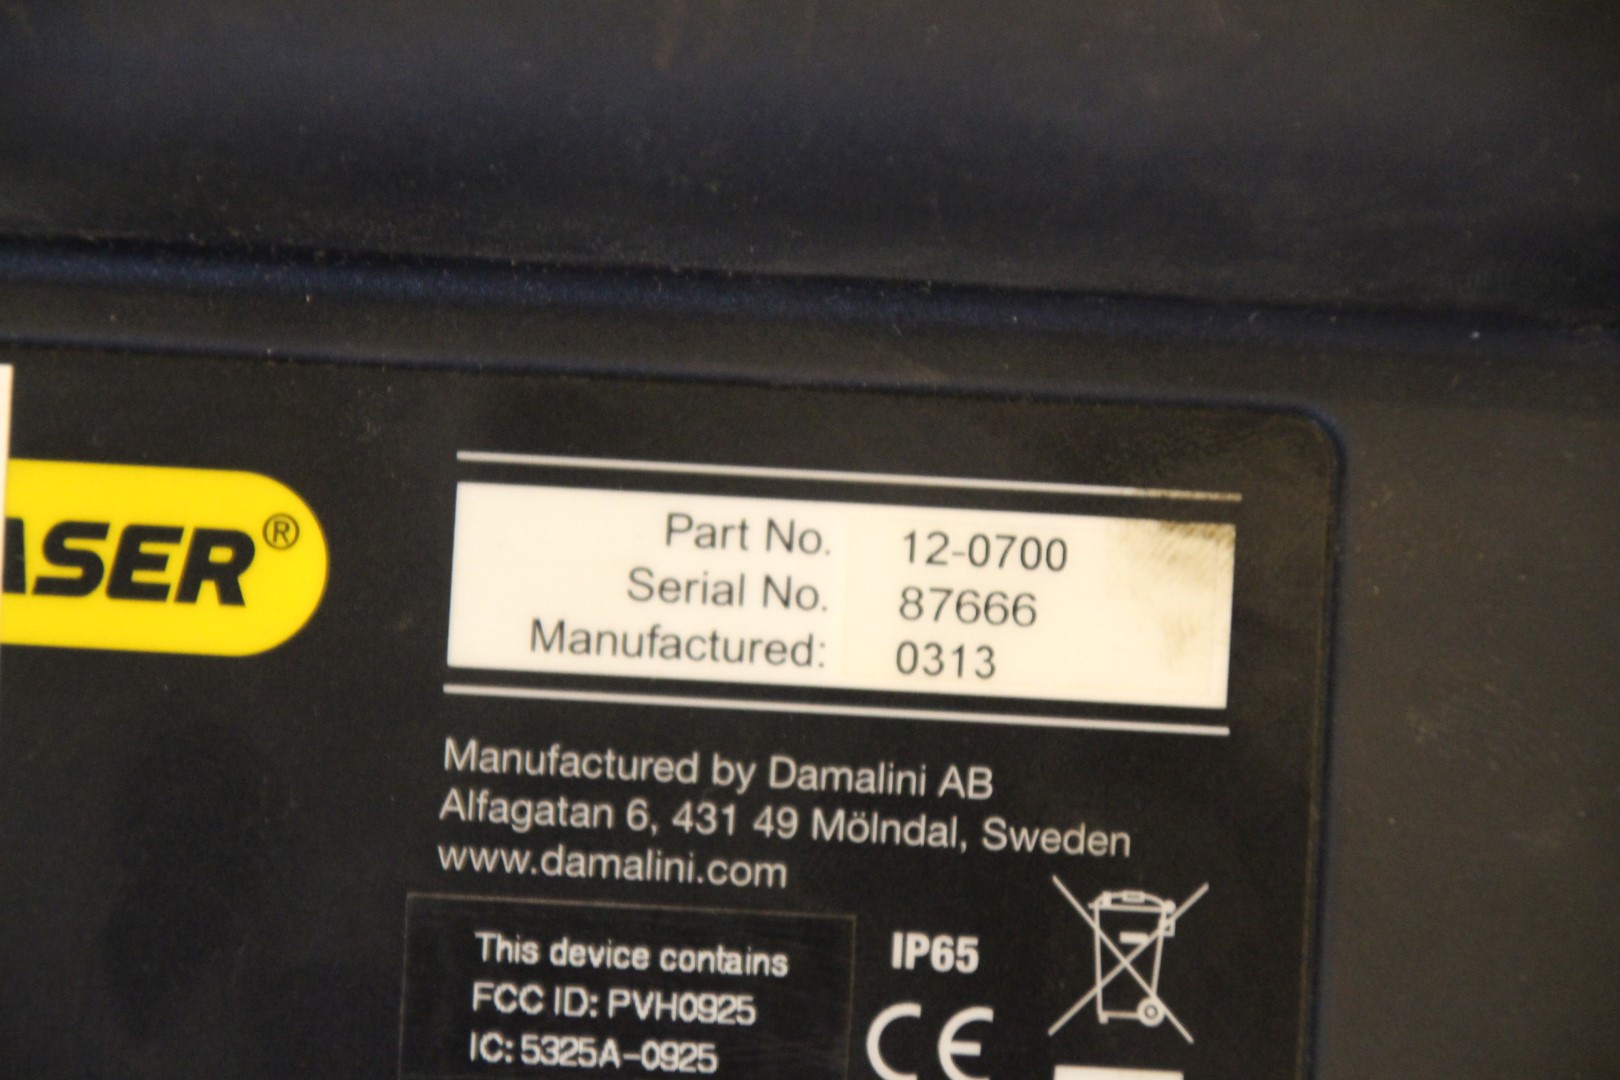 ASER®
Part No. 12-0700
Serial No. 87666
Manufactured: 0313
Manufactured by Damalini AB
Alfagatan 6, 431 49 Mölndal, Sweden
www.damalini.com
This device contains
FCC ID: PVH0925
IC: 5325A-0925
IP65
CE